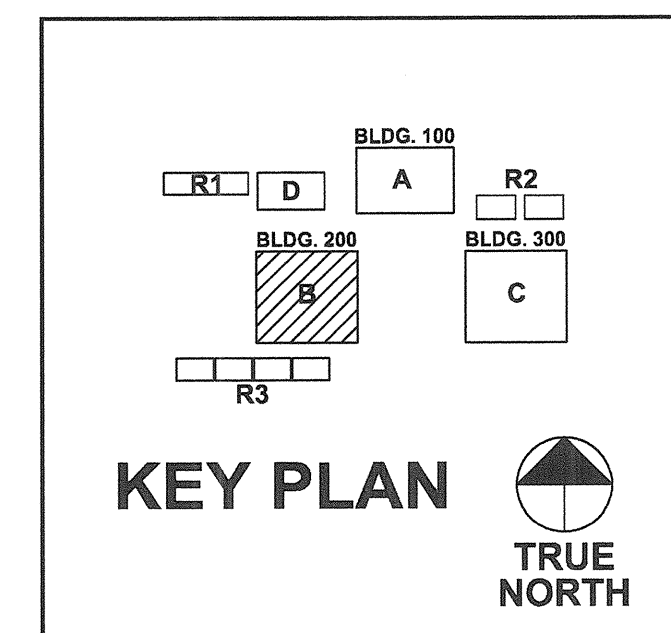 BLDG. 100
R1
D
A
R2
BLDG. 200
BLDG. 300
B
C
R3
KEY PLAN
TRUE
NORTH